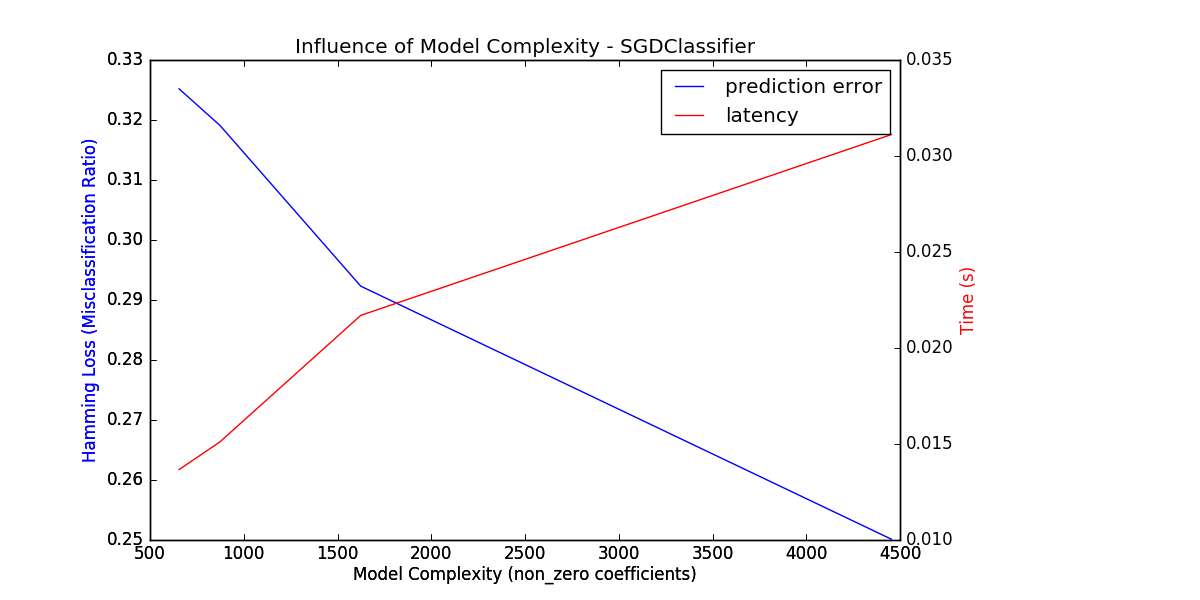 Influence of Model Complexity - SGDClassifier
prediction error
latency
0.33
0.32
0.31
0.30
0.29
0.28
0.27
0.26
0.25
Hamming Loss (Misclassification Ratio)
0.035
0.030
0.025
0.020
0.015
0.010
Time (s)
500 1000 1500 2000 2500 3000 3500 4000 4500
Model Complexity (non_zero coefficients)